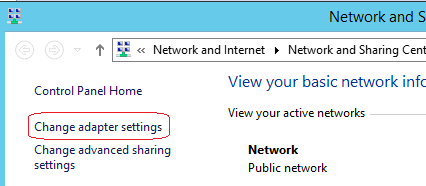 Network and S
« Network and Internet Network and Sharing Cent
Control Panel Home
View your basic network info
Change adapter settings
View your active networks
Change advanced sharing
settings
Network
Public network